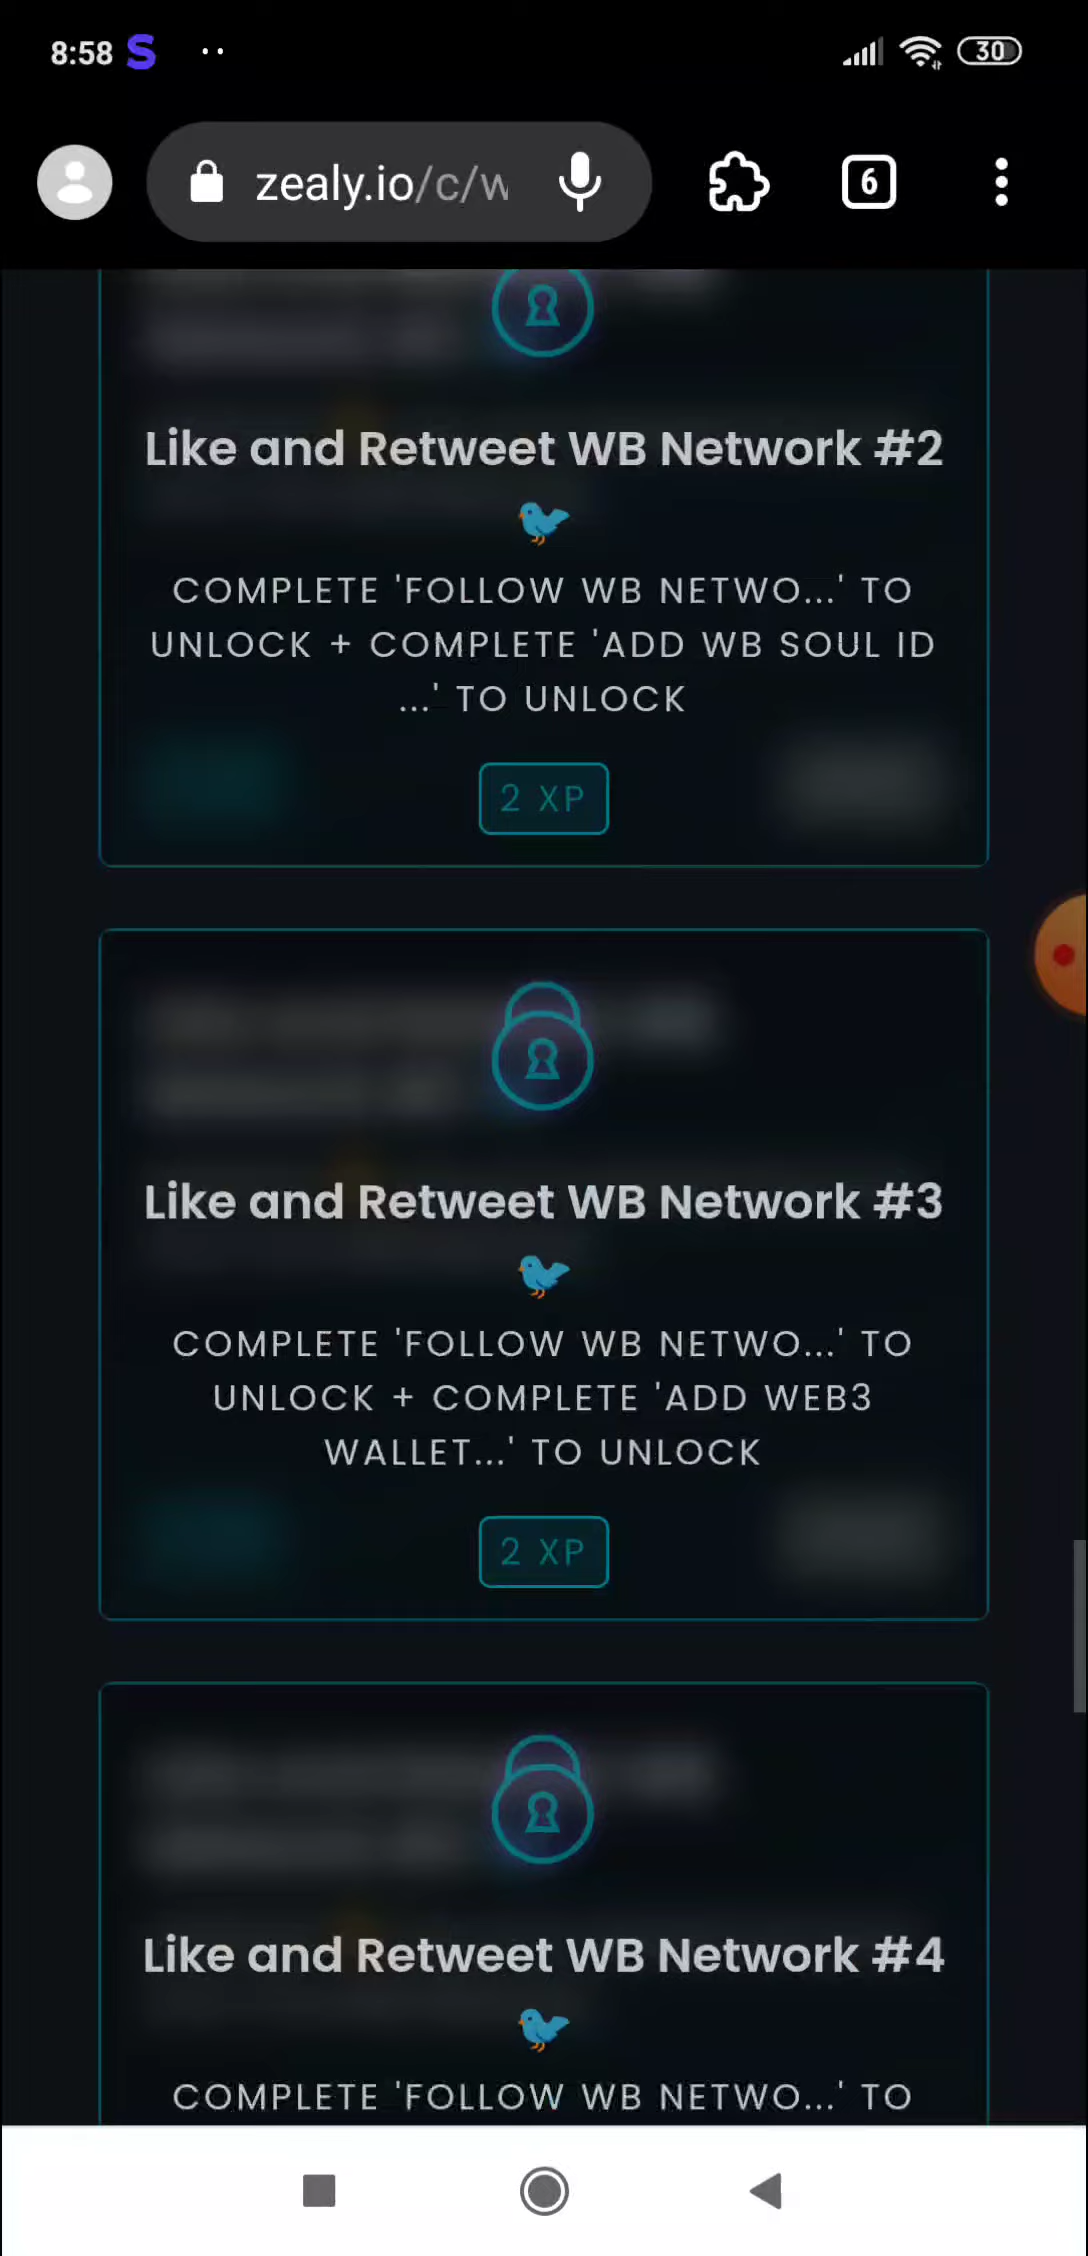 8:58
30
zealy.io/c/w
6
Like and Retweet WB Network #2
🐦
COMPLETE 'FOLLOW WB NETWO...' TO
UNLOCK + COMPLETE 'ADD WB SOUL ID
...' TO UNLOCK
2 XP
Like and Retweet WB Network #3
🐦
COMPLETE 'FOLLOW WB NETWO...' TO
UNLOCK + COMPLETE 'ADD WEB3
WALLET...' TO UNLOCK
2 XP
Like and Retweet WB Network #4
🐦
COMPLETE 'FOLLOW WB NETWO...' TO